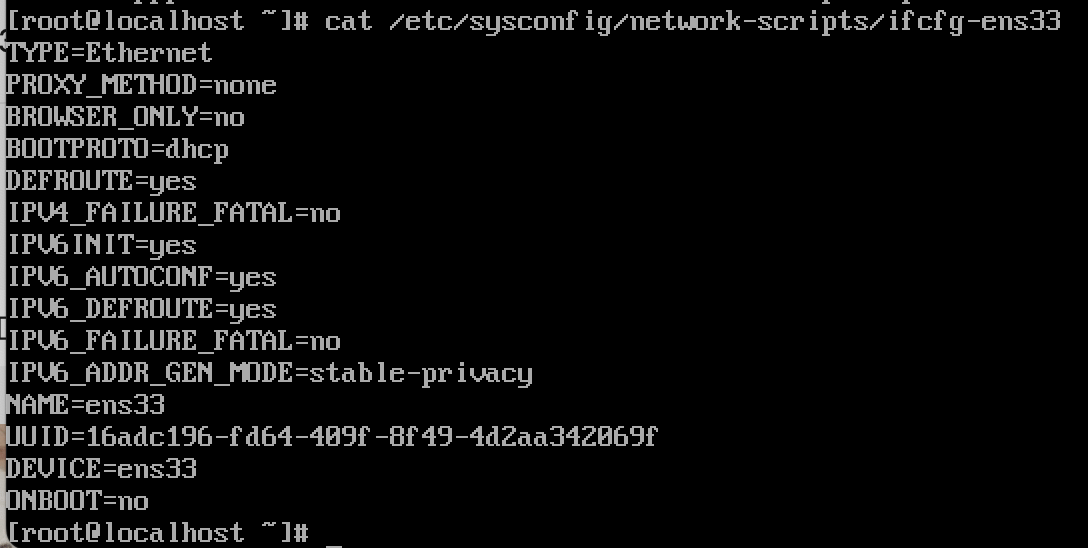 [root@localhost ~]# cat /etc/sysconfig/network-scripts/ifcfg-ens33
TYPE=Ethernet
PROXY_METHOD=none
BROWSER_ONLY=no
BOOTPROTO=dhcp
DEFROUTE=yes
IPV4_FAILURE_FATAL=no
IPV6INIT=yes
IPV6_AUTOCONF=yes
IPV6_DEFROUTE=yes
IPV6_FAILURE_FATAL=no
IPV6_ADDR_GEN_MODE=stable-privacy
NAME=ens33
UUID=16adc196-fd64-409f-8f49-4d2aa342069f
DEVICE=ens33
ONBOOT=no
[root@localhost ~]#